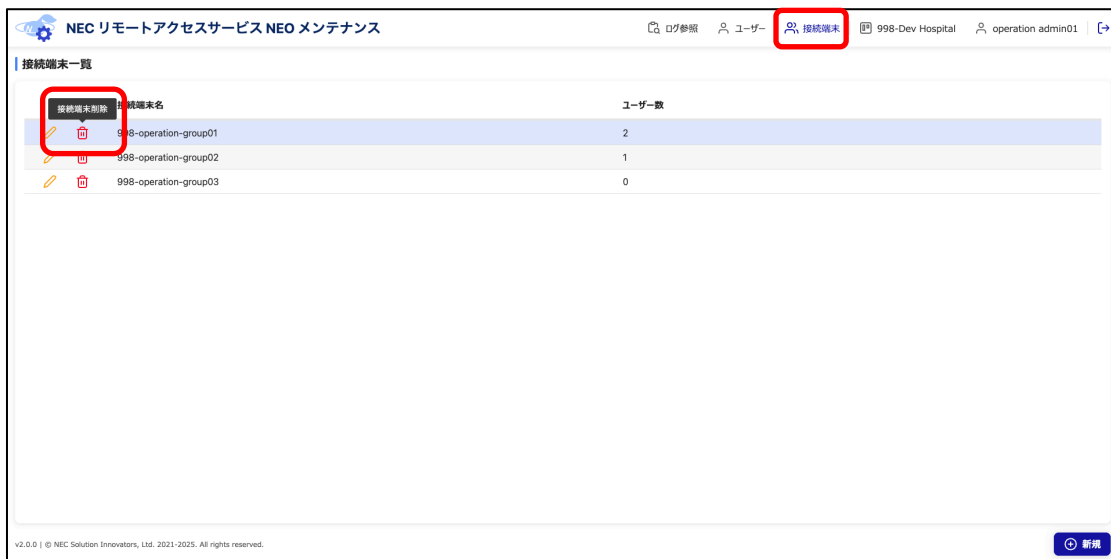 NEC リモートアクセスサービス NEO メンテナンス
ログ参照 ユーザー 接続端末 998-Dev Hospital operation admin01
接続端末一覧
接続端末削除 続端末名 ユーザー数
998-operation-group01 2
998-operation-group02 1
998-operation-group03 0
v2.0.0 | © NEC Solution Innovators, Ltd. 2021-2025. All rights reserved.
新規